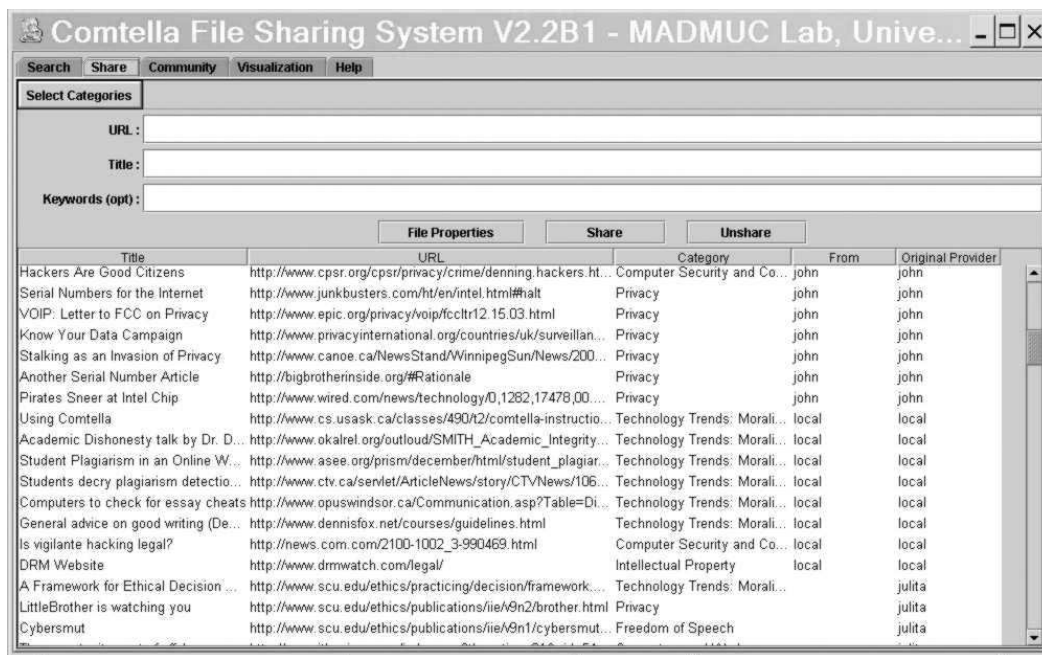 Comtella File Sharing System V2.2B1 - MADMUC Lab, Unive...
Search Share Community Visualization Help
Select Categories
URL :
Title :
Keywords (opt) :
File Properties Share Unshare
Title URL Category From Original Provider
Hackers Are Good Citizens http://www.cpsr.org/cpsr/privacy/crime/denning.hackers.ht... Computer Security and Co... john john
Serial Numbers for the Internet http://www.junkbusters.com/ht/en/intel.html#halt Privacy john john
VOIP: Letter to FCC on Privacy http://www.epic.org/privacy/voip/fccltr12.15.03.html Privacy john john
Know Your Data Campaign http://www.privacyinternational.org/countries/uk/surveillan... Privacy john john
Stalking as an Invasion of Privacy http://www.canoe.ca/NewsStand/WinnipegSun/News/200... Privacy john john
Another Serial Number Article http://bigbrotherinside.org/#Rationale Privacy john john
Pirates Sneer at Intel Chip http://www.wired.com/news/technology/0,1282,17478,00.... Privacy john john
Using Comtella http://www.cs.usask.ca/classes/490/t2/comtella-instructio... Technology Trends: Morali... local local
Academic Dishonesty talk by Dr. D... http://www.okalrel.org/outloud/SMITH_Academic_Integrity... Technology Trends: Morali... local local
Student Plagiarism in an Online W... http://www.asee.org/prism/december/html/student_plagiar... Technology Trends: Morali... local local
Students decry plagiarism detectio... http://www.ctv.ca/servlet/ArticleNews/story/CTVNews/106... Technology Trends: Morali... local local
Computers to check for essay cheats http://www.opuswindsor.ca/Communication.asp?Table=Di... Technology Trends: Morali... local local
General advice on good writing (De... http://www.dennisfox.net/courses/guidelines.html Technology Trends: Morali... local local
Is vigilante hacking legal? http://news.com.com/2100-1002_3-990469.html Computer Security and Co... local local
DRM Website http://www.drmwatch.com/legal/ Intellectual Property local local
A Framework for Ethical Decision ... http://www.scu.edu/ethics/practicing/decision/framework.... Technology Trends: Morali... julita
LittleBrother is watching you http://www.scu.edu/ethics/publications/iie/v9n2/brother.html Privacy julita
Cybersmut http://www.scu.edu/ethics/publications/iie/v9n1/cybersmut... Freedom of Speech julita